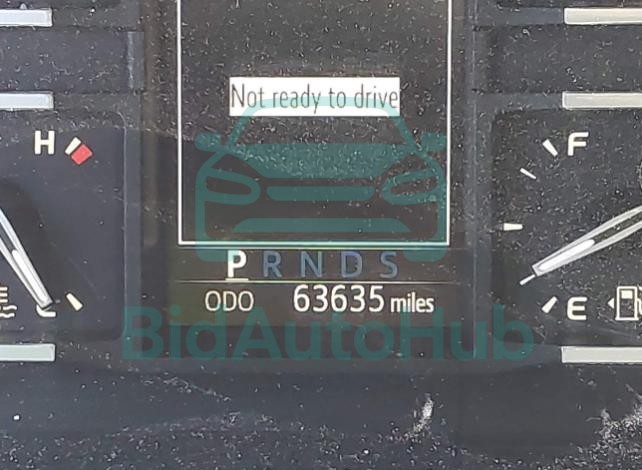 Not ready to drive
H
F
P R N D S
ODO 63635 miles
E
BidAutoHub